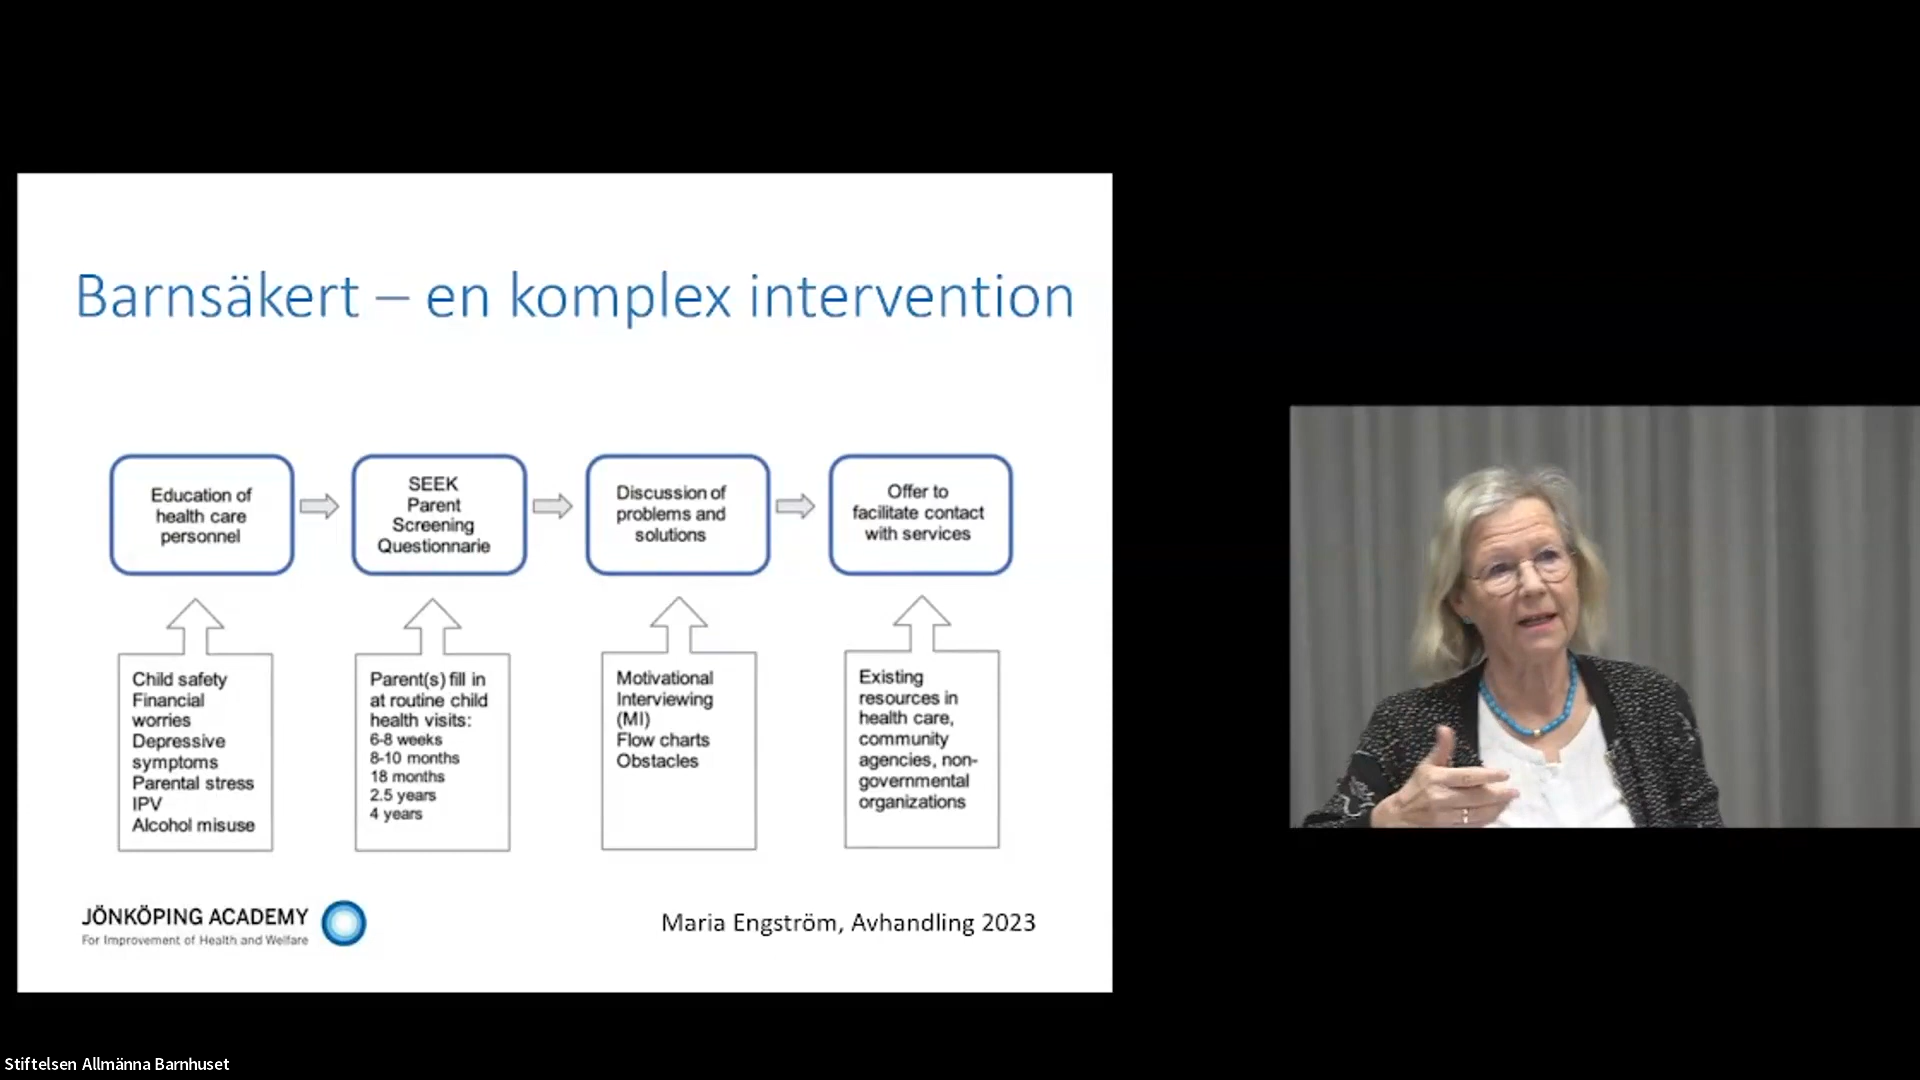 Barnsäkert – en komplex intervention
Education of
health care
personnel
SEEK
Parent
Screening
Questionnarie
Discussion of
problems and
solutions
Offer to
facilitate contact
with services
Child safety
Financial
worries
Depressive
symptoms
Parental stress
IPV
Alcohol misuse
Parent(s) fill in
at routine child
health visits:
6-8 weeks
8-10 months
18 months
2.5 years
4 years
Motivational
Interviewing
(MI)
Flow charts
Obstacles
Existing
resources in
health care,
community
agencies, non-
governmental
organizations
JÖNKÖPING ACADEMY
For Improvement of Health and Welfare
Maria Engström, Avhandling 2023
Stiftelsen Allmänna Barnhuset